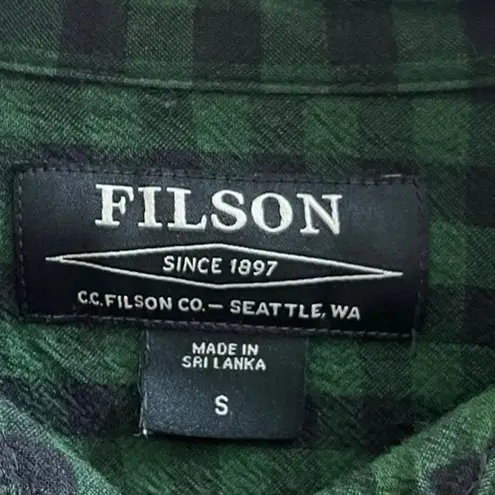 FILSON
SINCE 1897
C.C. FILSON CO. — SEATTLE, WA
MADE IN
SRI LANKA
S